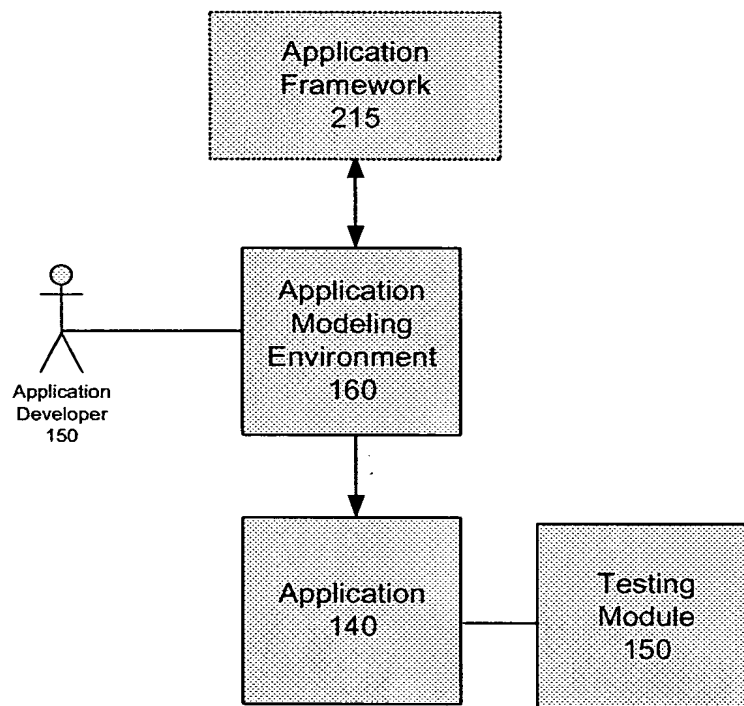 Application
Framework
215
Application
Modeling
Environment
160
Application
Developer
150
Application
140
Testing
Module
150